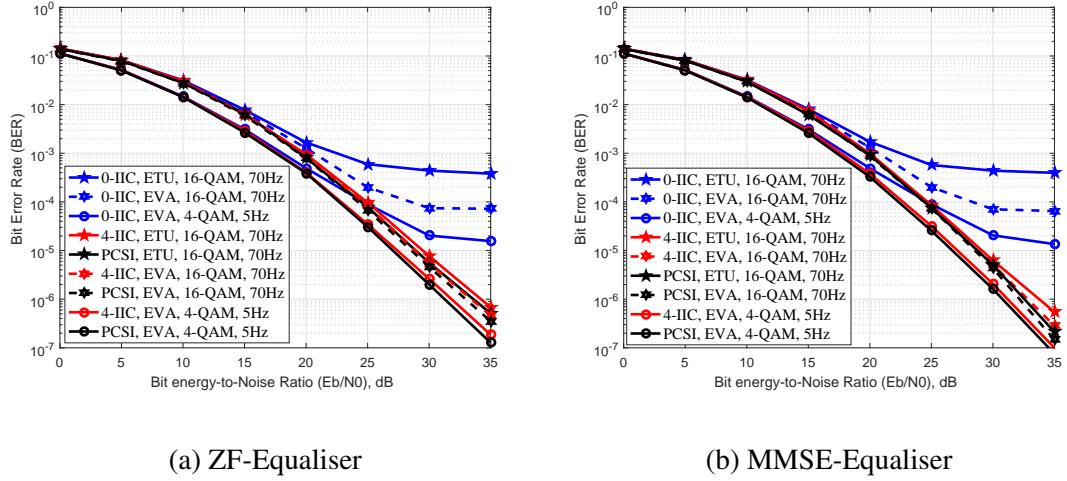 10^0
10^-1
10^-2
10^-3
10^-4
10^-5
10^-6
10^-7
Bit Error Rate (BER)
0-IIC, ETU, 16-QAM, 70Hz
0-IIC, EVA, 16-QAM, 70Hz
0-IIC, EVA, 4-QAM, 5Hz
4-IIC, ETU, 16-QAM, 70Hz
PCSI, ETU, 16-QAM, 70Hz
4-IIC, EVA, 16-QAM, 70Hz
PCSI, EVA, 16-QAM, 70Hz
4-IIC, EVA, 4-QAM, 5Hz
PCSI, EVA, 4-QAM, 5Hz
0 5 10 15 20 25 30 35
Bit energy-to-Noise Ratio (Eb/N0), dB
(a) ZF-Equaliser
10^0
10^-1
10^-2
10^-3
10^-4
10^-5
10^-6
10^-7
Bit Error Rate (BER)
0-IIC, ETU, 16-QAM, 70Hz
0-IIC, EVA, 16-QAM, 70Hz
0-IIC, EVA, 4-QAM, 5Hz
4-IIC, ETU, 16-QAM, 70Hz
4-IIC, EVA, 16-QAM, 70Hz
PCSI, ETU, 16-QAM, 70Hz
PCSI, EVA, 16-QAM, 70Hz
4-IIC, EVA, 4-QAM, 5Hz
PCSI, EVA, 4-QAM, 5Hz
0 5 10 15 20 25 30 35
Bit energy-to-Noise Ratio (Eb/N0), dB
(b) MMSE-Equaliser